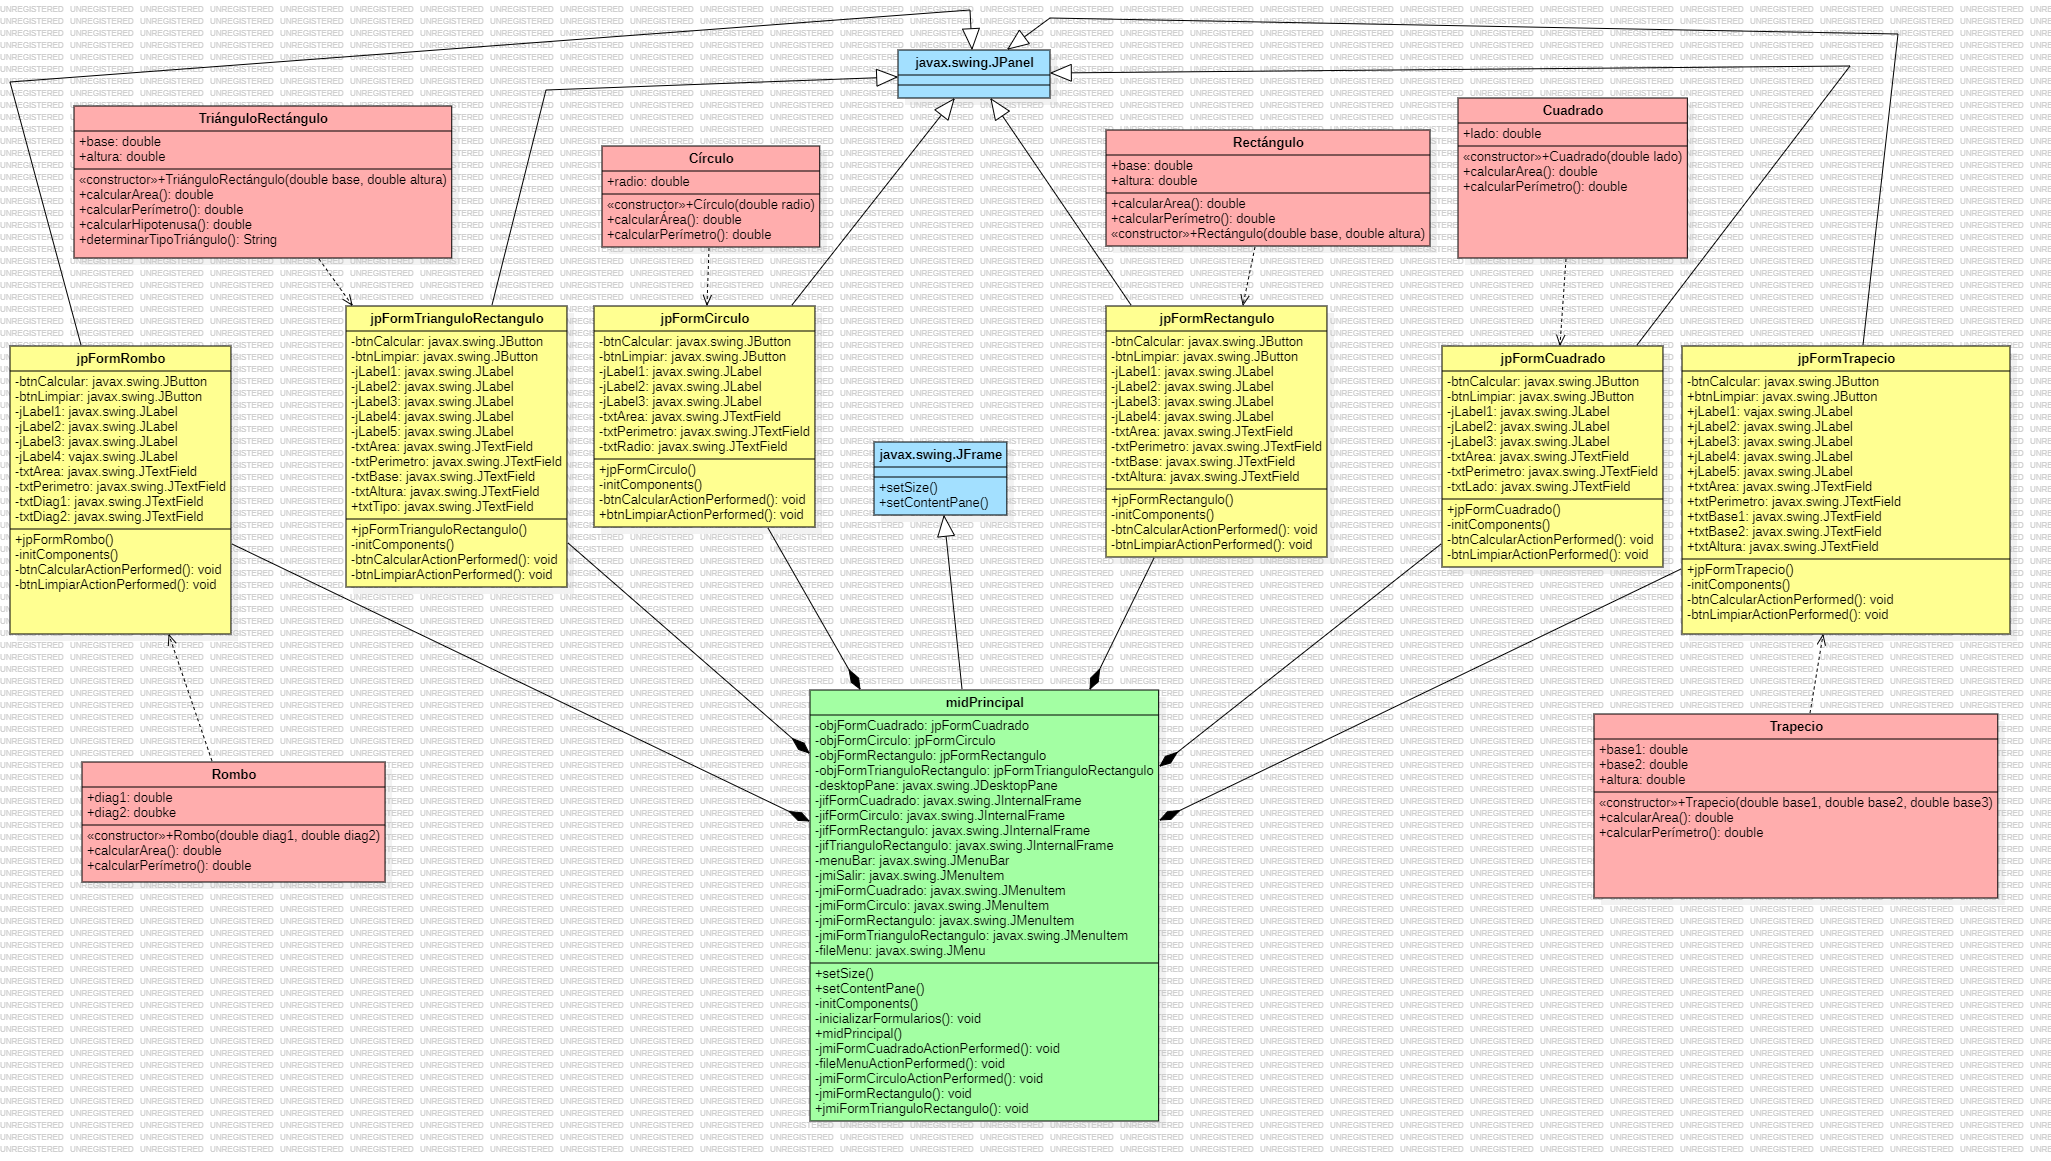 javax.swing.JPanel
TriánguloRectángulo
+base: double
+altura: double
«constructor»+TriánguloRectángulo(double base, double altura)
+calcularArea(): double
+calcularPerímetro(): double
+calcularHipotenusa(): double
+determinarTipoTriángulo(): String
Círculo
+radio: double
«constructor»+Círculo(double radio)
+calcularÁrea(): double
+calcularPerímetro(): double
Rectángulo
+base: double
+altura: double
+calcularArea(): double
+calcularPerímetro(): double
«constructor»+Rectángulo(double base, double altura)
Cuadrado
+lado: double
«constructor»+Cuadrado(double lado)
+calcularArea(): double
+calcularPerímetro(): double
jpFormRombo
-btnCalcular: javax.swing.JButton
-btnLimpiar: javax.swing.JButton
-jLabel1: javax.swing.JLabel
-jLabel2: javax.swing.JLabel
-jLabel3: javax.swing.JLabel
-jLabel4: vajax.swing.JLabel
-txtArea: javax.swing.JTextField
-txtPerimetro: javax.swing.JTextField
-txtDiag1: javax.swing.JTextField
-txtDiag2: javax.swing.JTextField
+jpFormRombo()
-initComponents()
-btnCalcularActionPerformed(): void
-btnLimpiarActionPerformed(): void
jpFormTrianguloRectangulo
-btnCalcular: javax.swing.JButton
-btnLimpiar: javax.swing.JButton
-jLabel1: javax.swing.JLabel
-jLabel2: javax.swing.JLabel
-jLabel3: javax.swing.JLabel
-jLabel4: javax.swing.JLabel
-jLabel5: javax.swing.JLabel
-txtArea: javax.swing.JTextField
-txtPerimetro: javax.swing.JTextField
-txtBase: javax.swing.JTextField
-txtAltura: javax.swing.JTextField
+txtTipo: javax.swing.JTextField
+jpFormTrianguloRectangulo()
-initComponents()
-btnCalcularActionPerformed(): void
-btnLimpiarActionPerformed(): void
jpFormCirculo
-btnCalcular: javax.swing.JButton
-btnLimpiar: javax.swing.JButton
-jLabel1: javax.swing.JLabel
-jLabel2: javax.swing.JLabel
-jLabel3: javax.swing.JLabel
-txtArea: javax.swing.JTextField
-txtPerimetro: javax.swing.JTextField
-txtRadio: javax.swing.JTextField
+jpFormCirculo()
-initComponents()
-btnCalcularActionPerformed(): void
+btnLimpiarActionPerformed(): void
javax.swing.JFrame
+setSize()
+setContentPane()
jpFormRectangulo
-btnCalcular: javax.swing.JButton
-btnLimpiar: javax.swing.JButton
-jLabel1: javax.swing.JLabel
-jLabel2: javax.swing.JLabel
-jLabel3: javax.swing.JLabel
-jLabel4: javax.swing.JLabel
-txtArea: javax.swing.JTextField
-txtPerimetro: javax.swing.JTextField
-txtBase: javax.swing.JTextField
-txtAltura: javax.swing.JTextField
+jpFormRectangulo()
-initComponents()
-btnCalcularActionPerformed(): void
-btnLimpiarActionPerformed(): void
jpFormCuadrado
-btnCalcular: javax.swing.JButton
-btnLimpiar: javax.swing.JButton
-jLabel1: javax.swing.JLabel
-jLabel2: javax.swing.JLabel
-jLabel3: javax.swing.JLabel
-txtArea: javax.swing.JTextField
-txtPerimetro: javax.swing.JTextField
-txtLado: javax.swing.JTextField
+jpFormCuadrado()
-initComponents()
-btnCalcularActionPerformed(): void
-btnLimpiarActionPerformed(): void
jpFormTrapecio
-btnCalcular: javax.swing.JButton
+btnLimpiar: javax.swing.JButton
+jLabel1: vajax.swing.JLabel
+jLabel2: javax.swing.JLabel
+jLabel3: javax.swing.JLabel
+jLabel4: javax.swing.JLabel
+jLabel5: javax.swing.JLabel
+txtArea: javax.swing.JTextField
+txtPerimetro: javax.swing.JTextField
+txtBase1: javax.swing.JTextField
+txtBase2: javax.swing.JTextField
+txtAltura: javax.swing.JTextField
+jpFormTrapecio()
-initComponents()
-btnCalcularActionPerformed(): void
-btnLimpiarActionPerformed(): void
Rombo
+diag1: double
+diag2: doubke
«constructor»+Rombo(double diag1, double diag2)
+calcularArea(): double
+calcularPerímetro(): double
midPrincipal
-objFormCuadrado: jpFormCuadrado
-objFormCirculo: jpFormCirculo
-objFormRectangulo: jpFormRectangulo
-objFormTrianguloRectangulo: jpFormTrianguloRectangulo
-desktopPane: javax.swing.JDesktopPane
-jifFormCuadrado: javax.swing.JInternalFrame
-jifFormCirculo: javax.swing.JInternalFrame
-jifFormRectangulo: javax.swing.JInternalFrame
-jifTrianguloRectangulo: javax.swing.JInternalFrame
-menuBar: javax.swing.JMenuBar
-jmiSalir: javax.swing.JMenuItem
-jmiFormCuadrado: javax.swing.JMenuItem
-jmiFormCirculo: javax.swing.JMenuItem
-jmiFormRectangulo: javax.swing.JMenuItem
-jmiFormTrianguloRectangulo: javax.swing.JMenuItem
-fileMenu: javax.swing.JMenu
+setSize()
+setContentPane()
-initComponents()
-inicializarFormularios(): void
+midPrincipal()
-jmiFormCuadradoActionPerformed(): void
-fileMenuActionPerformed(): void
-jmiFormCirculoActionPerformed(): void
-jmiFormRectangulo(): void
+jmiFormTrianguloRectangulo(): void
Trapecio
+base1: double
+base2: double
+altura: double
«constructor»+Trapecio(double base1, double base2, double base3)
+calcularArea(): double
+calcularPerímetro(): double
UNREGISTERED